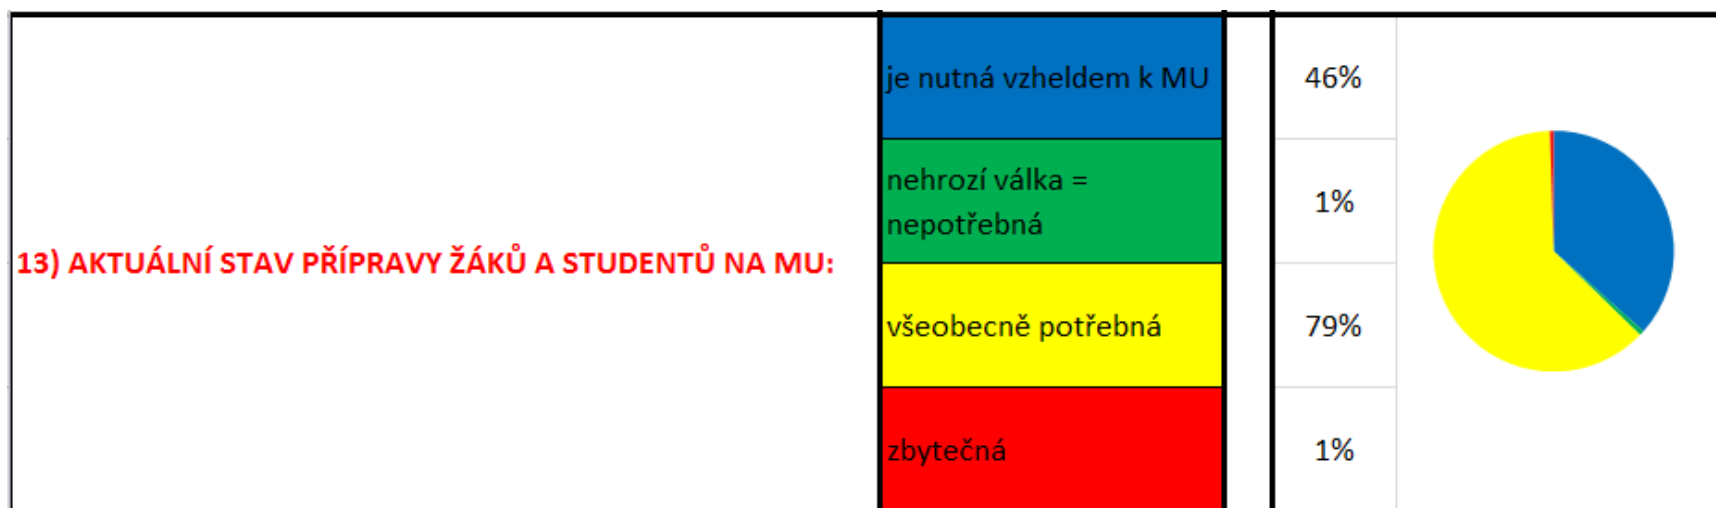 je nutná vzheldem k MU
46%
nehrozí válka =
nepotřebná
1%
13) AKTUÁLNÍ STAV PŘÍPRAVY ŽÁKŮ A STUDENTŮ NA MU:
všeobecně potřebná
79%
zbytečná
1%